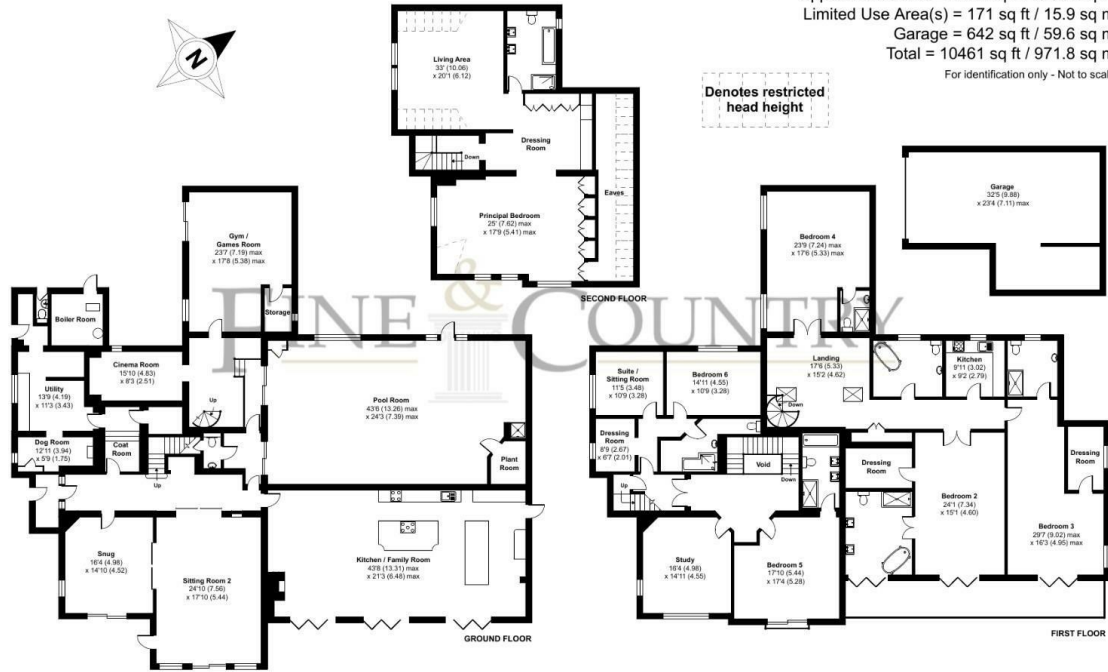 Limited Use Area(s) = 171 sq ft / 15.9 sq m
Garage = 642 sq ft / 59.6 sq m
Total = 10461 sq ft / 971.8 sq m
For identification only - Not to scal
Denotes restricted
head height
N
Living Area
33' (10.06)
x 20'1 (6.12)
Down
Dressing
Room
Eaves
Principal Bedroom
25' (7.62) max
x 17'9 (5.41) max
SECOND FLOOR
Garage
32'5 (9.88)
x 23'4 (7.11) max
FINE & COUNTRY
Gym /
Games Room
23'7 (7.19) max
x 17'8 (5.38) max
Storage
Boiler Room
Cinema Room
15'10 (4.83)
x 8'3 (2.51)
Up
Utility
13'9 (4.19)
x 11'3 (3.43)
Dog Room
12'11 (3.94)
x 5'9 (1.75)
Coat
Room
Up
Pool Room
43'6 (13.26) max
x 24'3 (7.39) max
Plant
Room
Snug
16'4 (4.98)
x 14'10 (4.52)
Sitting Room 2
24'10 (7.56)
x 17'10 (5.44)
Kitchen / Family Room
43'8 (13.31) max
x 21'3 (6.48) max
GROUND FLOOR
Bedroom 4
23'9 (7.24) max
x 17'6 (5.33) max
Landing
17'6 (5.33)
x 15'2 (4.62)
Down
Kitchen
9'11 (3.02)
x 9'2 (2.79)
Suite /
Sitting Room
11'5 (3.48)
x 10'9 (3.28)
Bedroom 6
14'11 (4.55)
x 10'9 (3.28)
Dressing
Room
8'9 (2.67)
x 6'7 (2.01)
Up
Void
Down
Dressing
Room
Dressing
Room
Bedroom 2
24'1 (7.34)
x 15'1 (4.60)
Bedroom 3
29'7 (9.02) max
x 16'3 (4.95) max
Study
16'4 (4.98)
x 14'11 (4.55)
Bedroom 5
17'10 (5.44)
x 17'4 (5.28)
FIRST FLOOR